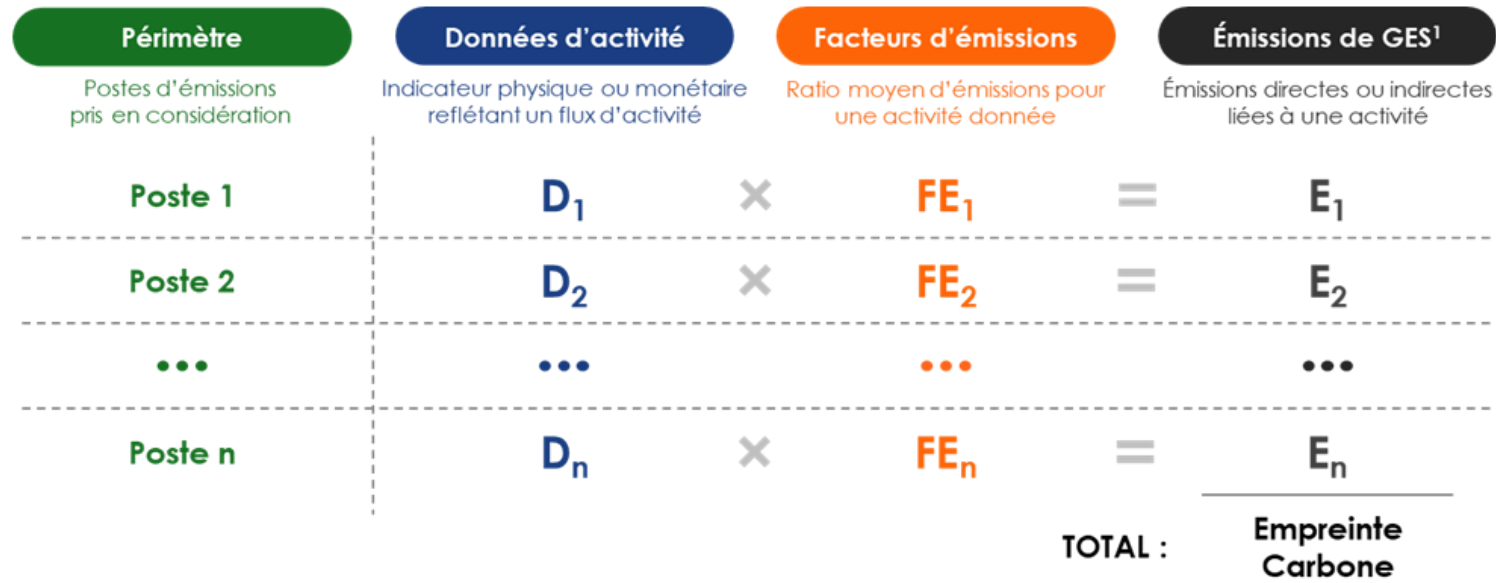 Périmètre Données d'activité Facteurs d'émissions Émissions de GES¹
Postes d'émissions pris en considération
Indicateur physique ou monétaire reflétant un flux d'activité
Ratio moyen d'émissions pour une activité donnée
Émissions directes ou indirectes liées à une activité
Poste 1 D₁ × FE₁ = E₁
Poste 2 D₂ × FE₂ = E₂
••• ••• ••• •••
Poste n Dₙ × FEₙ = Eₙ
TOTAL : Empreinte Carbone